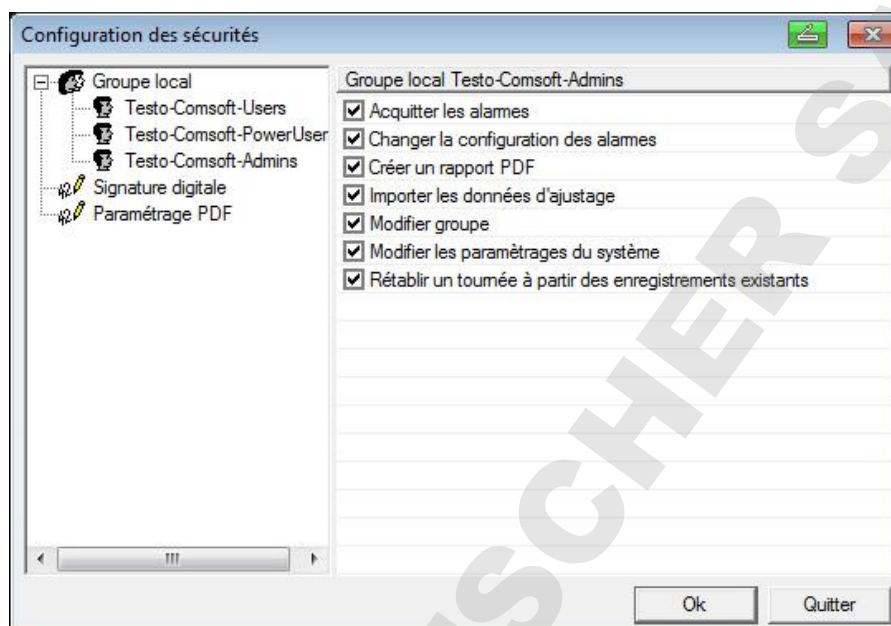 Configuration des sécurités
Groupe local
Testo-Comsoft-Users
Testo-Comsoft-PowerUser
Testo-Comsoft-Admins
Signature digitale
Paramétrage PDF
Groupe local Testo-Comsoft-Admins
Acquitter les alarmes
Changer la configuration des alarmes
Créer un rapport PDF
Importer les données d'ajustage
Modifier groupe
Modifier les paramètrages du système
Rétablir un tournée à partir des enregistrements existants
Ok
Quitter
SCHER S